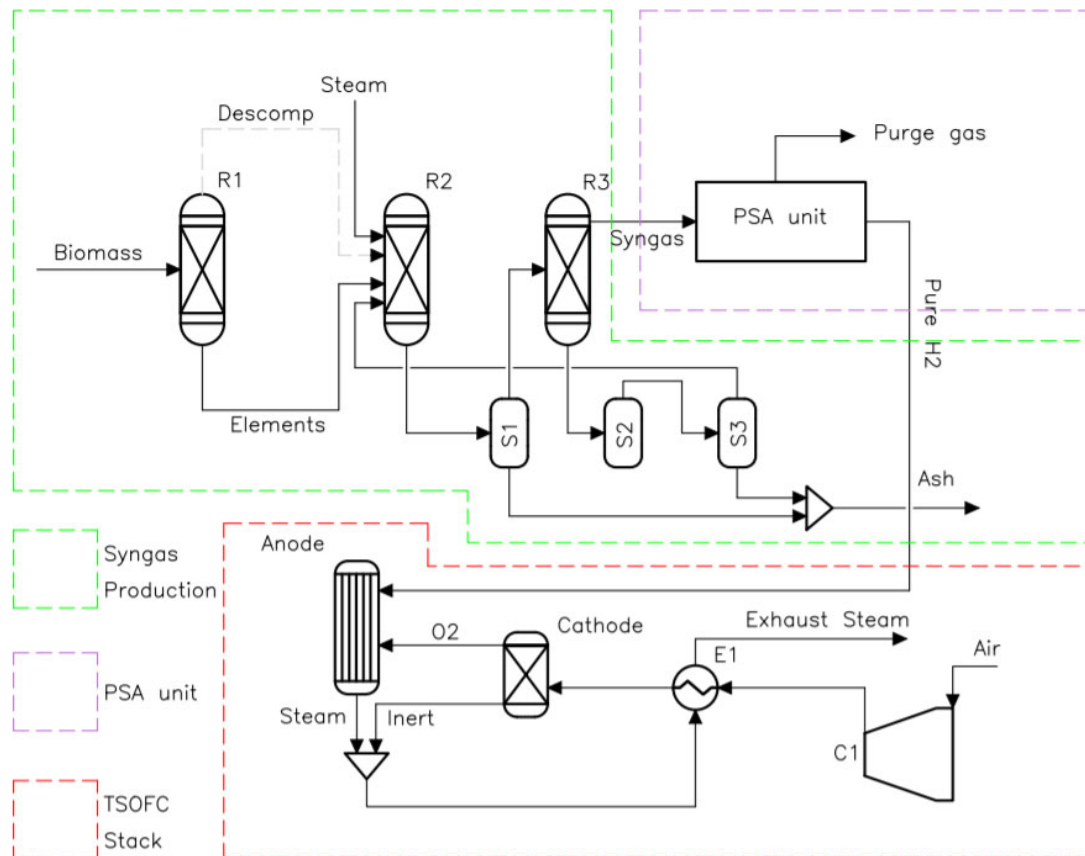 Steam
Descomp
R1
R2
R3
Purge gas
PSA unit
Syngas
Biomass
Pure H2
Elements
S1
S2
S3
Ash
Syngas
Production
Anode
O2
Cathode
Exhaust Steam
E1
Air
PSA unit
Steam
Inert
C1
TSOFC
Stack